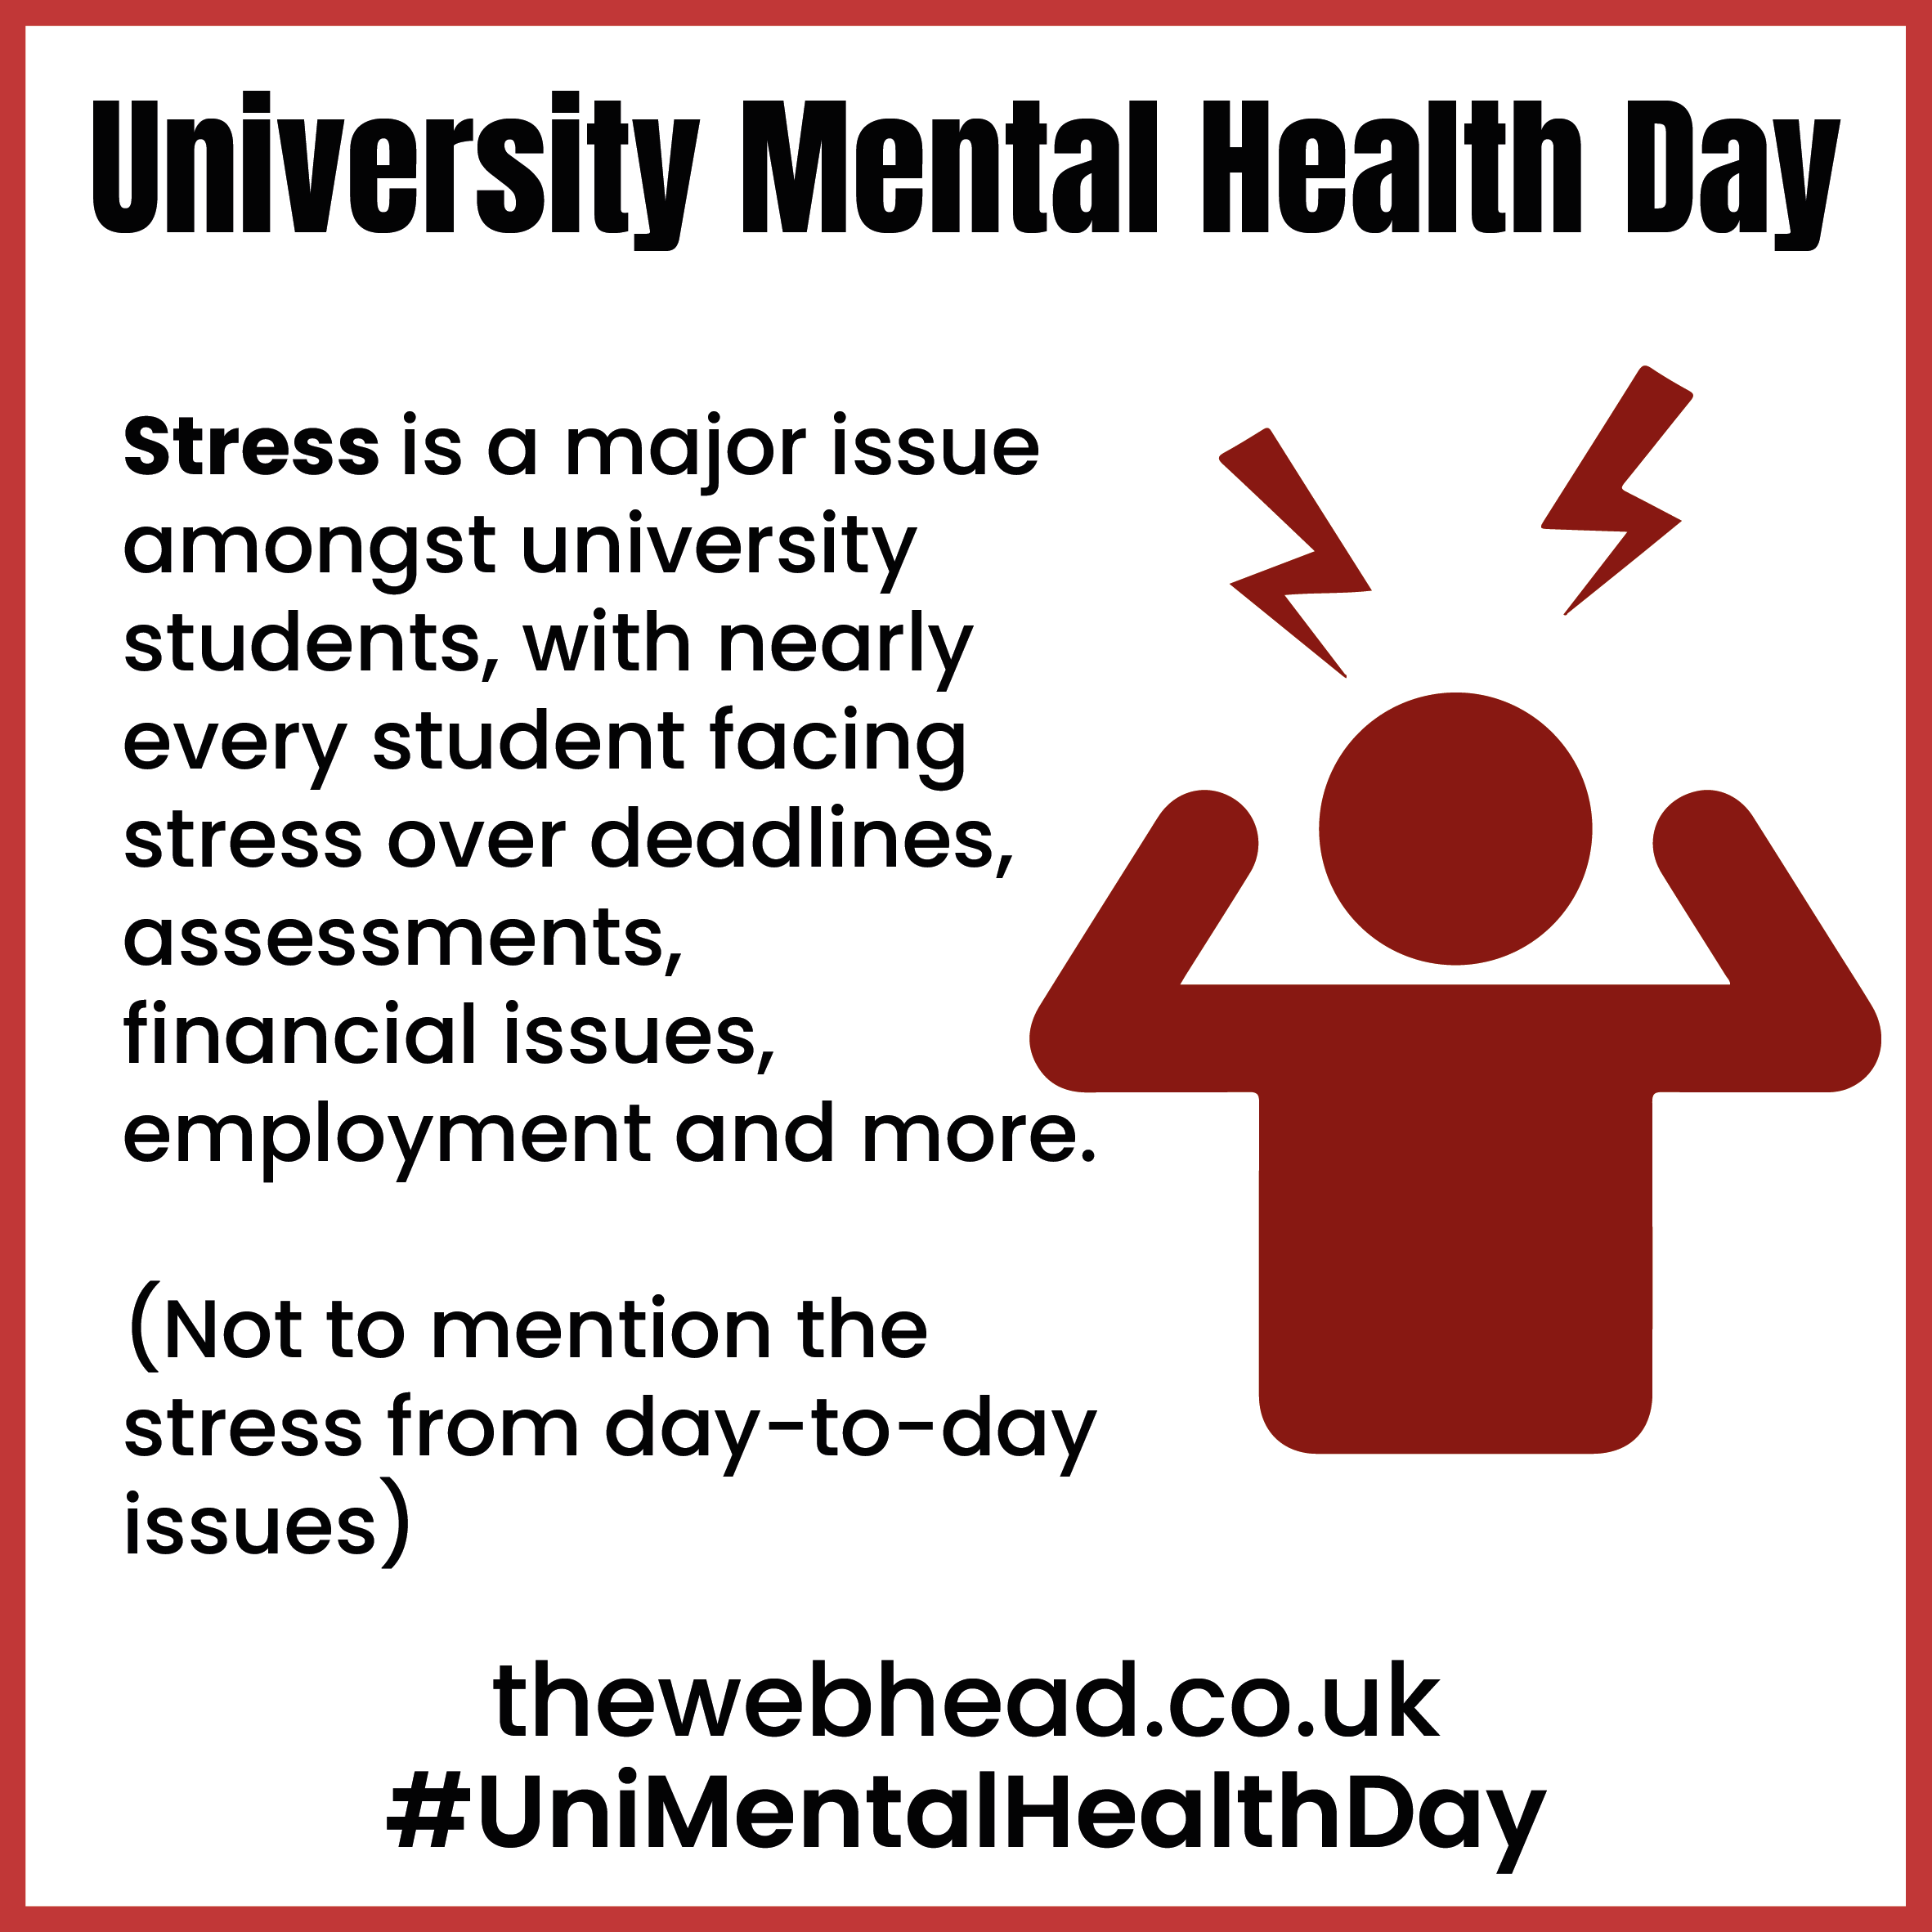 University Mental Health Day
Stress is a major issue
amongst university
students, with nearly
every student facing
stress over deadlines,
assessments,
financial issues,
employment and more.
(Not to mention the
stress from day-to-day
issues)
thewebhead.co.uk
#UniMentalHealthDay